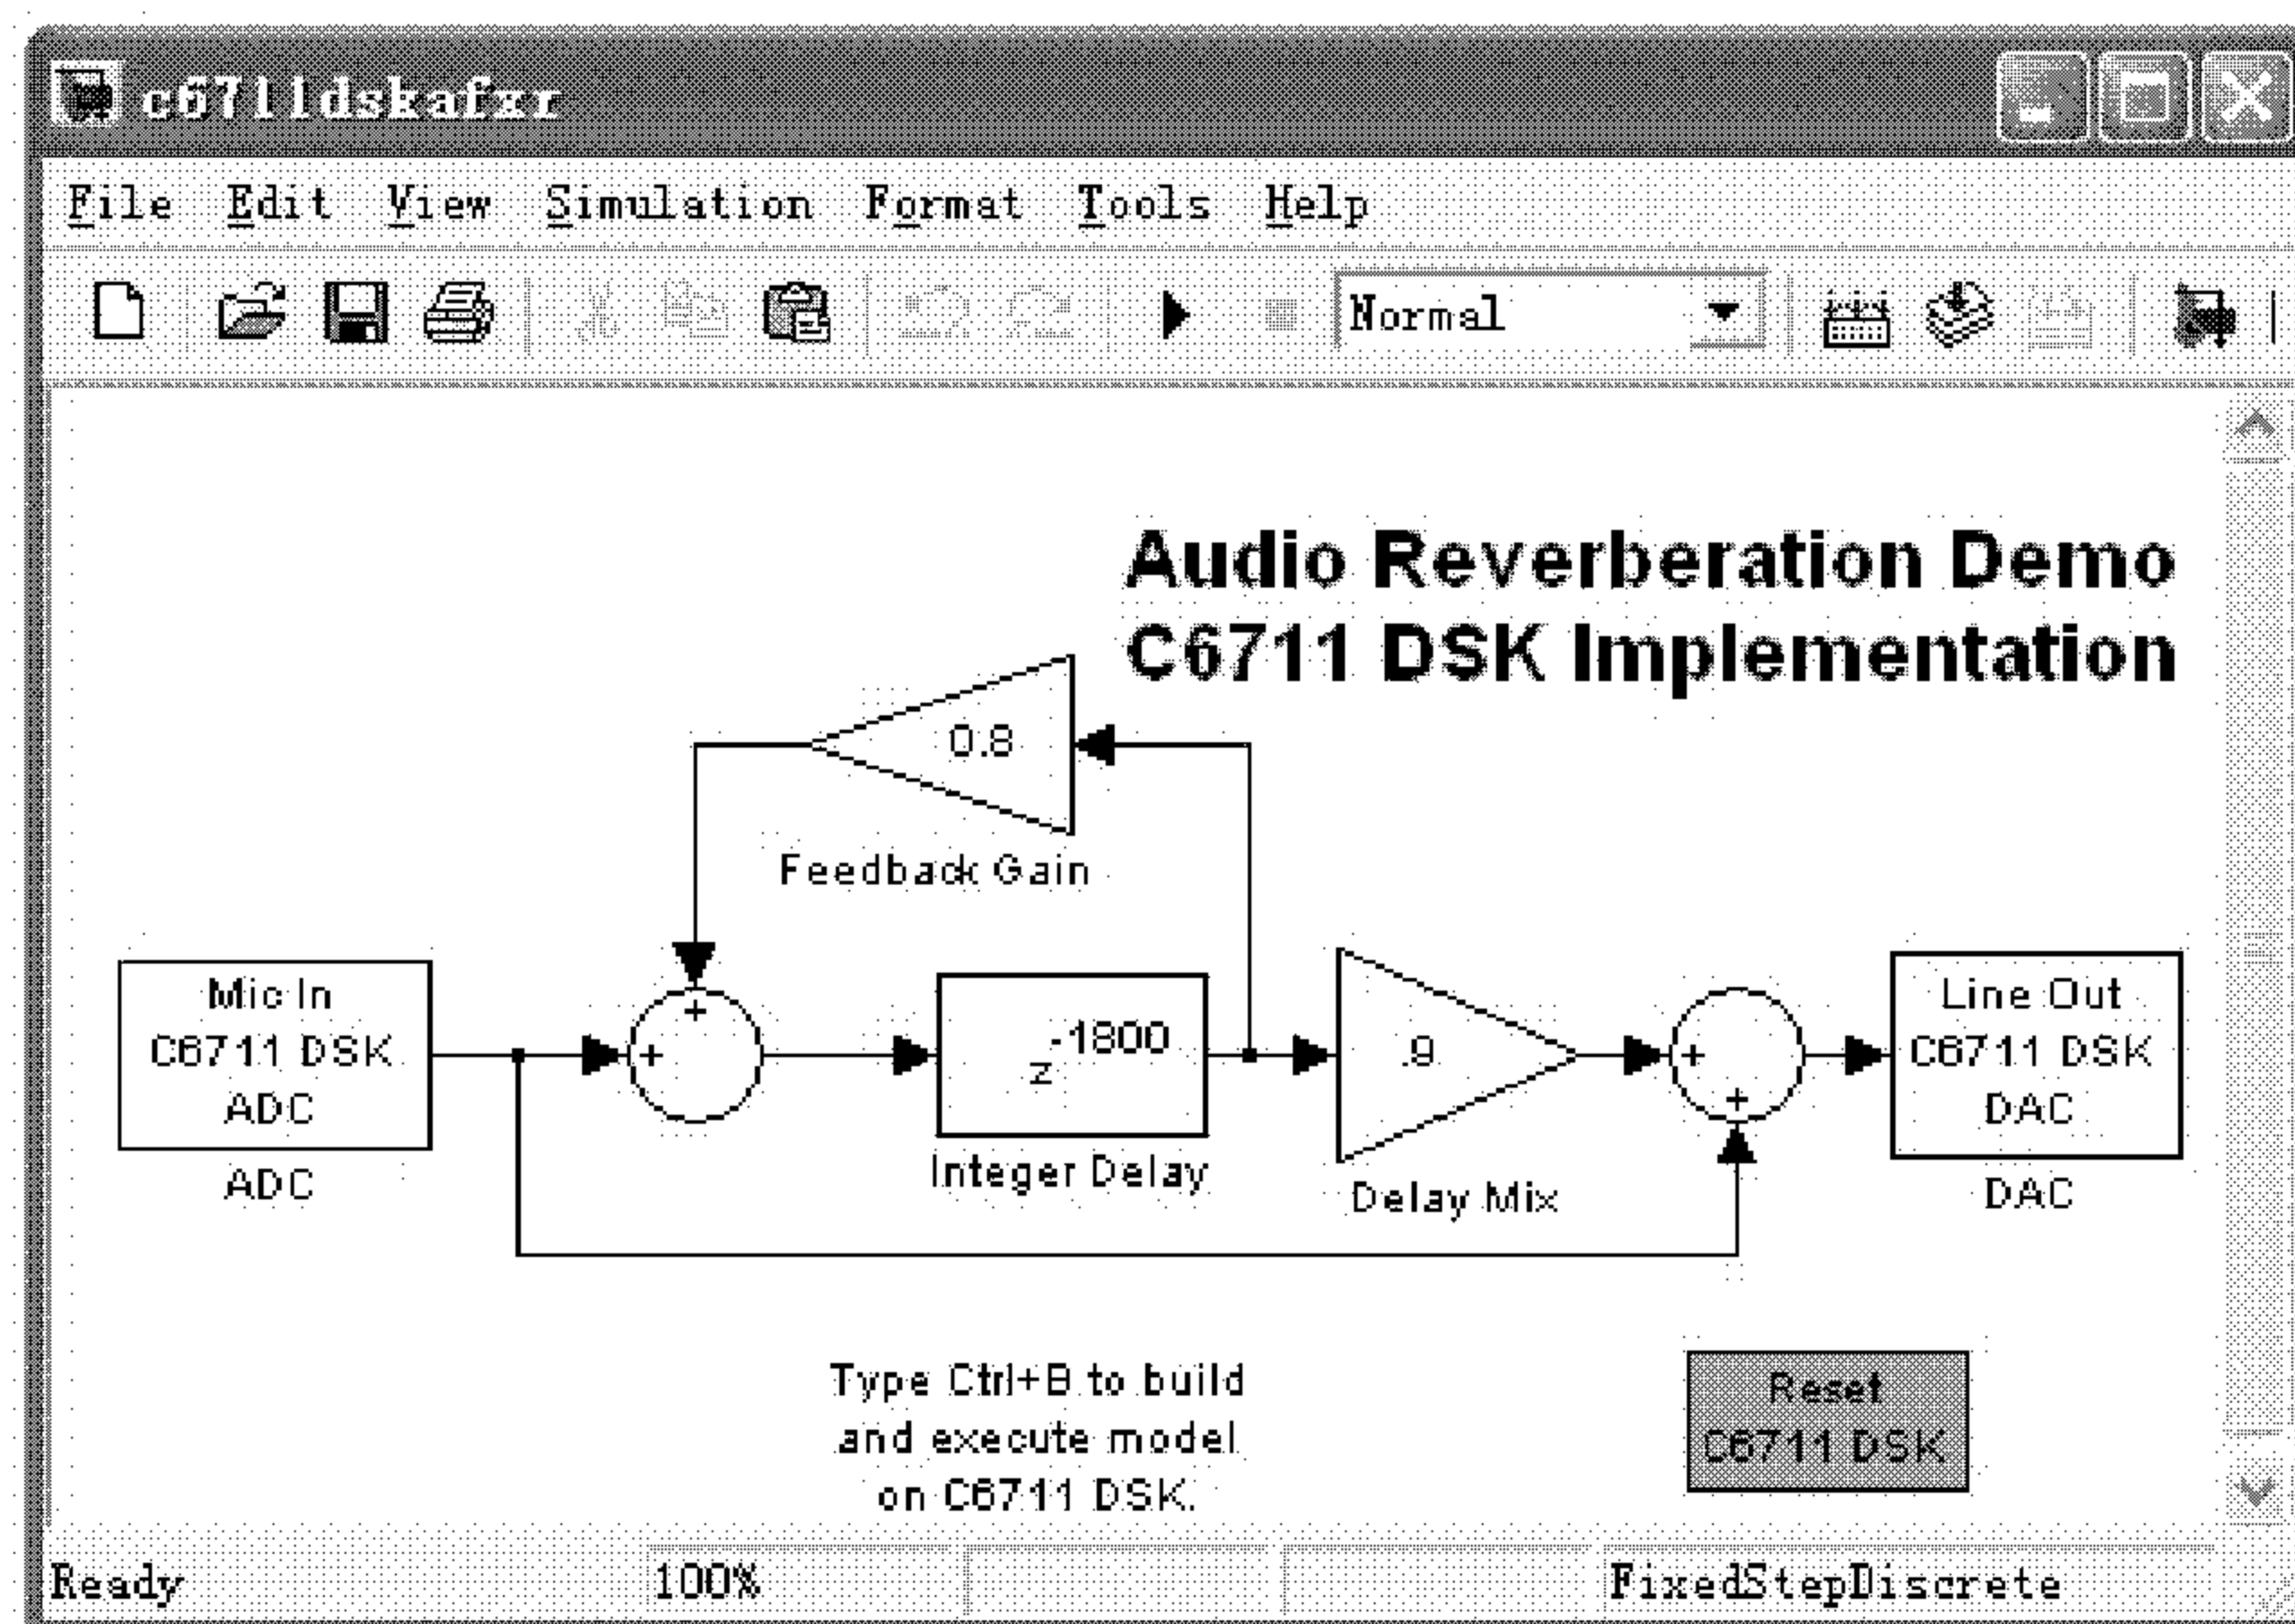 c6711dskafxr
File Edit View Simulation Format Tools Help
Normal
Audio Reverberation Demo
C6711 DSK Implementation
0.8
Feedback Gain
Mic In
C6711 DSK
ADC
ADC
+
+
z-1800
Integer Delay
.9
Delay Mix
+
+
Line Out
C6711 DSK
DAC
DAC
Type Ctrl+B to build
and execute model
on C6711 DSK.
Reset
C6711 DSK
Ready 100% FixedStepDiscrete